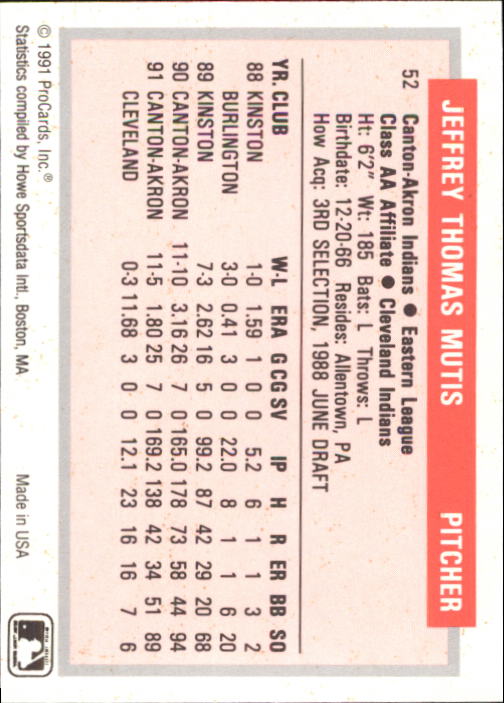 JEFFREY THOMAS MUTIS PITCHER
52 Canton-Akron Indians ● Eastern League
Class AA Affiliate ● Cleveland Indians
Ht: 6'2" Wt: 185 Bats: L Throws: L
Birthdate: 12-20-66 Resides: Allentown, PA
How Acq: 3RD SELECTION, 1988 JUNE DRAFT
YR. CLUB W-L ERA G CG SV IP H R ER BB SO
88 KINSTON 1-0 1.59 1 0 0 5.2 6 1 1 3 2
BURLINGTON 3-0 0.41 3 0 0 22.0 8 1 1 6 20
89 KINSTON 7-3 2.62 16 5 0 99.2 87 42 29 20 68
90 CANTON-AKRON 11-10 3.16 26 7 0 165.0 178 73 58 44 94
91 CANTON-AKRON 11-5 1.80 25 7 0 169.2 138 42 34 51 89
CLEVELAND 0-3 11.68 3 0 0 12.1 23 16 16 7 6
© 1991 ProCards, Inc.®
Statistics compiled by Howe Sportsdata Intl., Boston, MA Made in USA